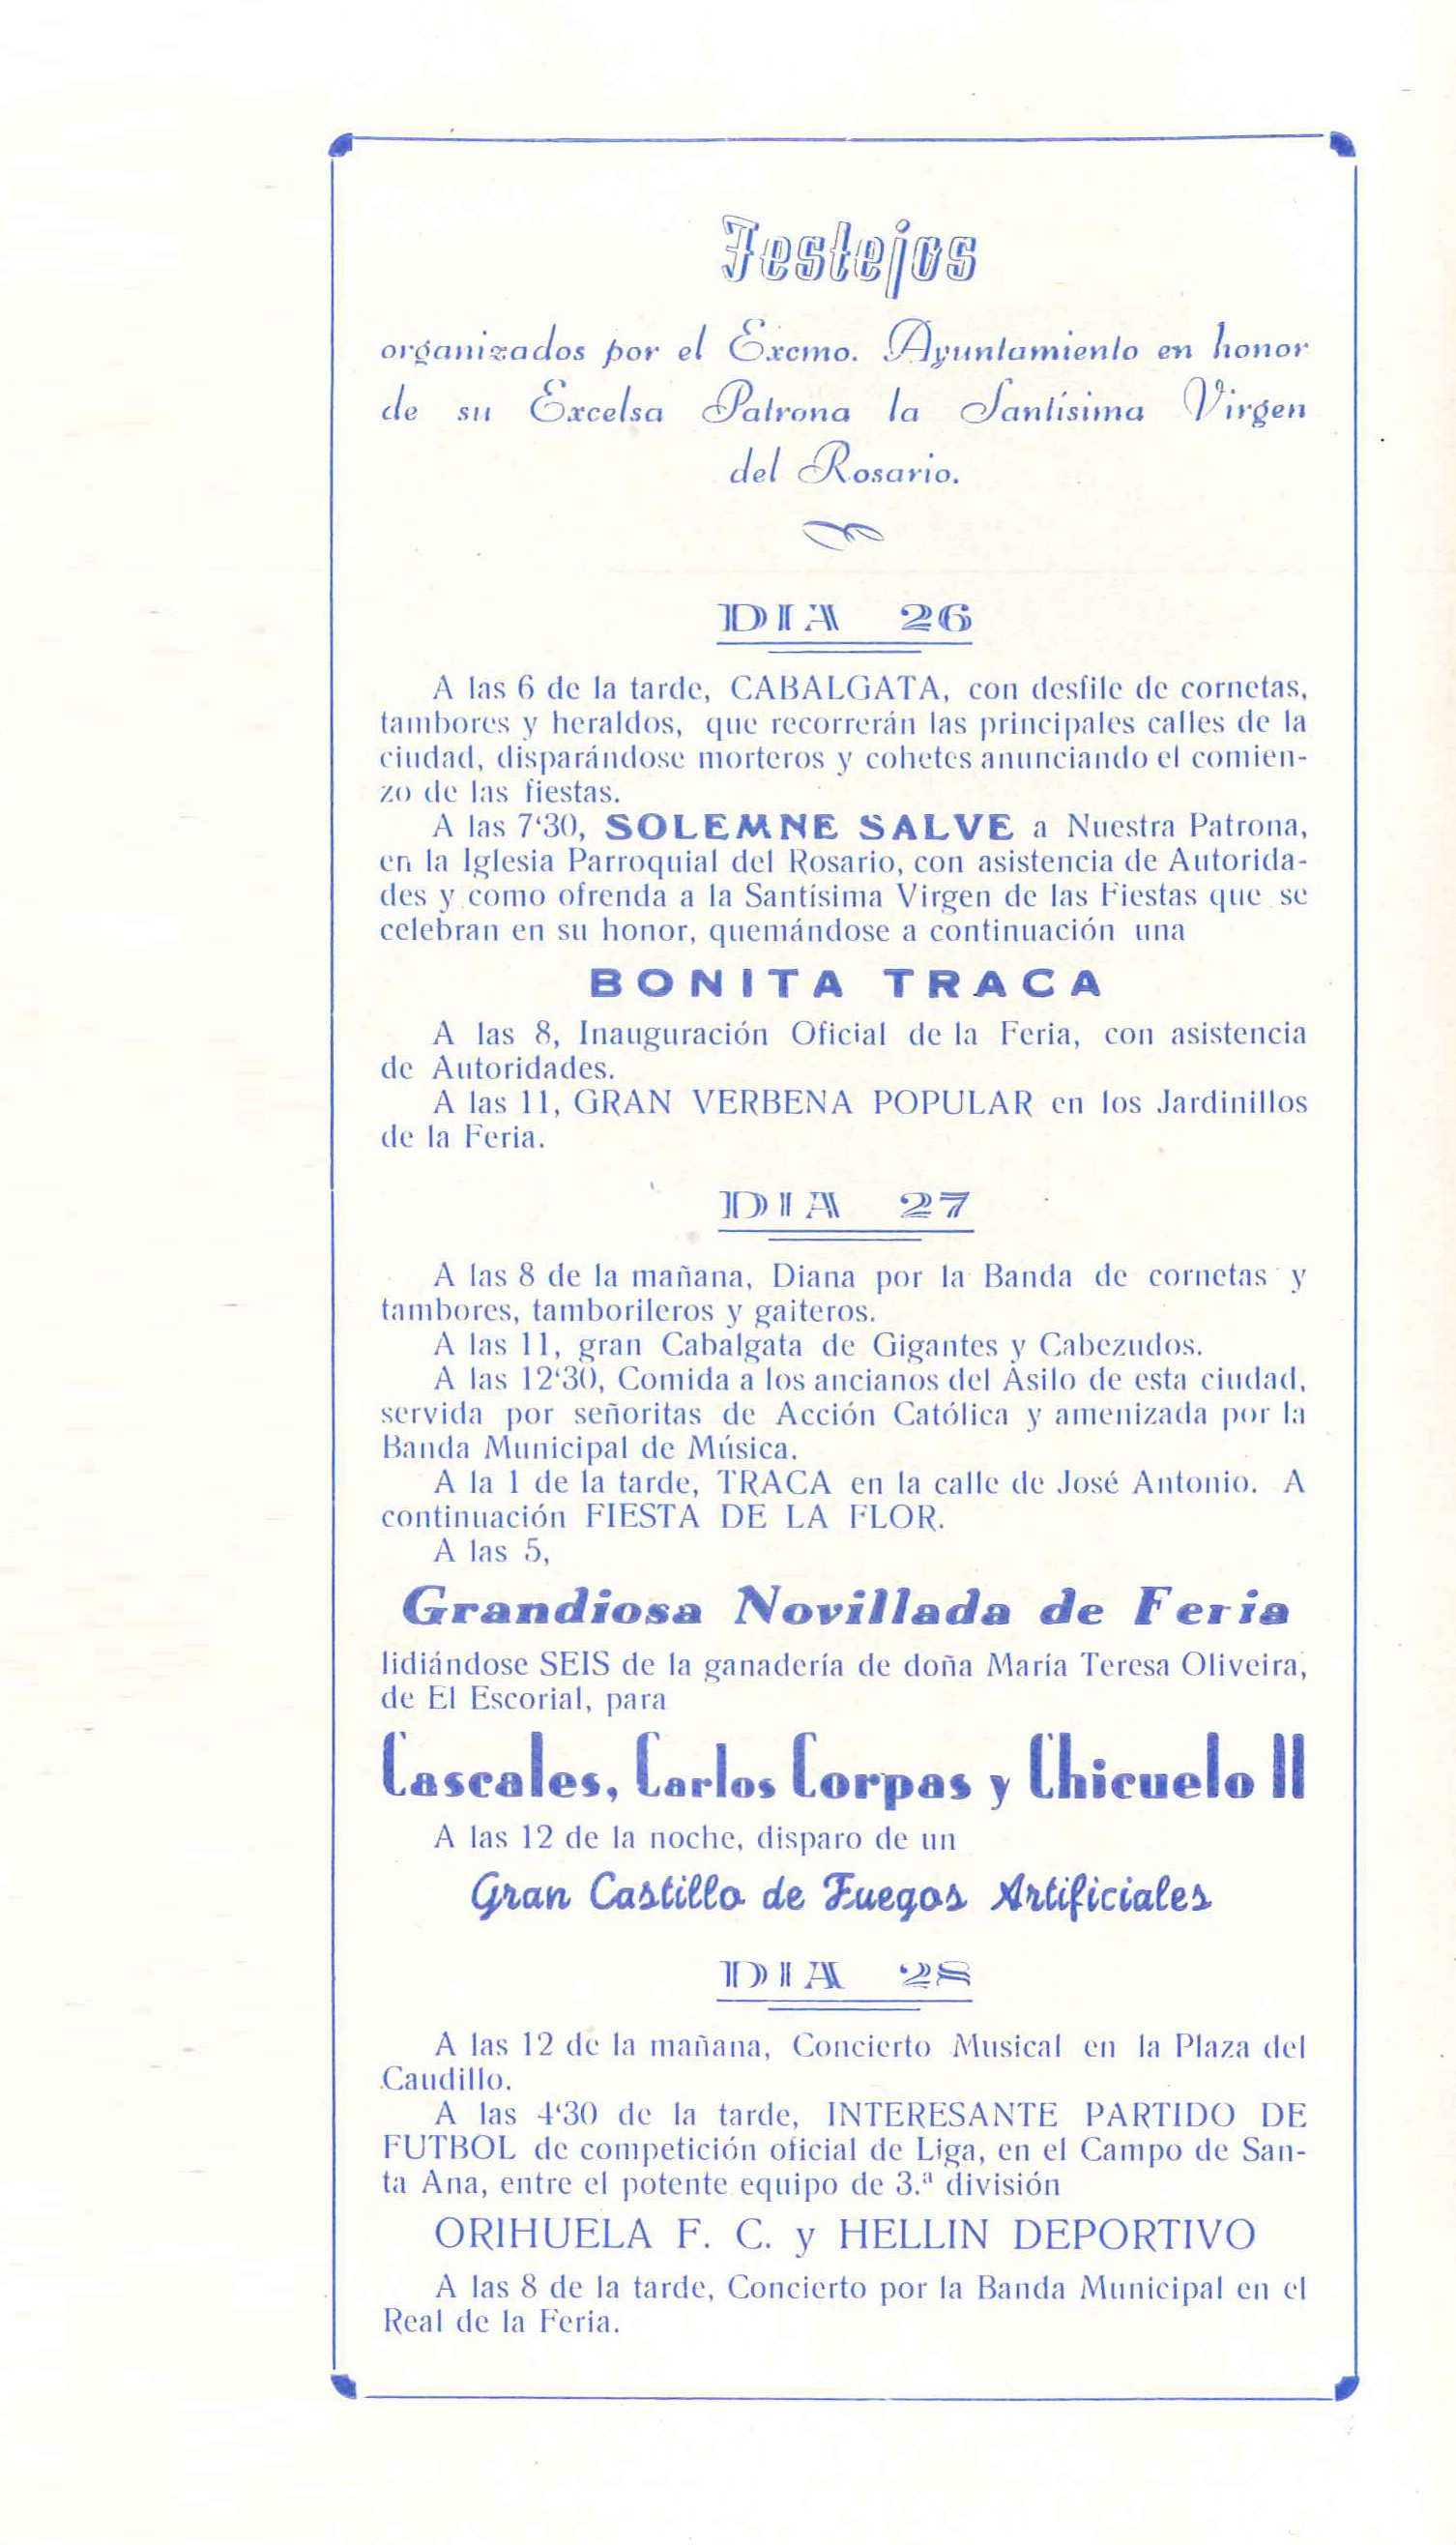 Festejos
organizados por el Excmo. Ayuntamiento en honor
de su Excelsa Patrona la Santísima Virgen
del Rosario.
DIA 26
A las 6 de la tarde, CABALGATA, con desfile de cornetas,
tambores y heraldos, que recorrerán las principales calles de la
ciudad, disparándose morteros y cohetes anunciando el comien-
zo de las fiestas.
A las 7‘30, SOLEMNE SALVE a Nuestra Patrona,
en la Iglesia Parroquial del Rosario, con asistencia de Autorida-
des y como ofrenda a la Santísima Virgen de las Fiestas que se
celebran en su honor, quemándose a continuación una
BONITA TRACA
A las 8, Inauguración Oficial de la Feria, con asistencia
de Autoridades.
A las 11, GRAN VERBENA POPULAR en los Jardinillos
de la Feria.
DIA 27
A las 8 de la mañana, Diana por la Banda de cornetas y
tambores, tamborileros y gaiteros.
A las 11, gran Cabalgata de Gigantes y Cabezudos.
A las 12‘30, Comida a los ancianos del Asilo de esta ciudad,
servida por señoritas de Acción Católica y amenizada por la
Banda Municipal de Música.
A la 1 de la tarde, TRACA en la calle de José Antonio. A
continuación FIESTA DE LA FLOR.
A las 5,
Grandiosa Novillada de Feria
lidiándose SEIS de la ganadería de doña María Teresa Oliveira,
de El Escorial, para
Cascales, Carlos Corpas y Chicuelo II
A las 12 de la noche, disparo de un
Gran Castillo de Fuegos Artificiales
DIA 28
A las 12 de la mañana, Concierto Musical en la Plaza del
Caudillo.
A las 4‘30 de la tarde, INTERESANTE PARTIDO DE
FUTBOL de competición oficial de Liga, en el Campo de San-
ta Ana, entre el potente equipo de 3.ª división
ORIHUELA F. C. y HELLIN DEPORTIVO
A las 8 de la tarde, Concierto por la Banda Municipal en el
Real de la Feria.